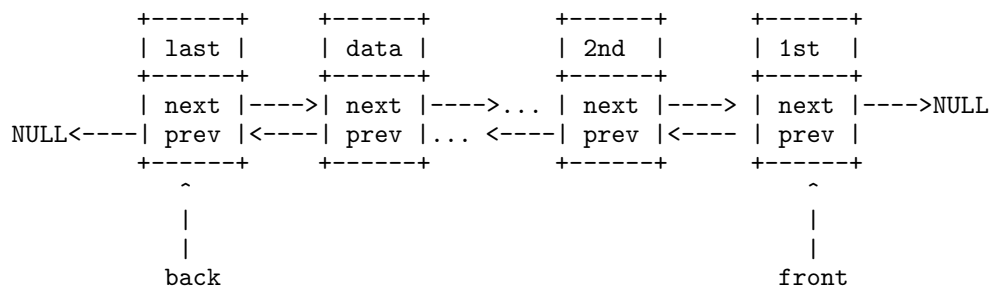 +------+ +------+ +------+ +------+
| last | | data | | 2nd | | 1st |
+------+ +------+ +------+ +------+
| next |---->| next |---->... | next |----> | next |---->NULL
NULL<----| prev |<----| prev |... <----| prev |<---- | prev |
+------+ +------+ +------+ +------+
^ ^
| |
| |
back front